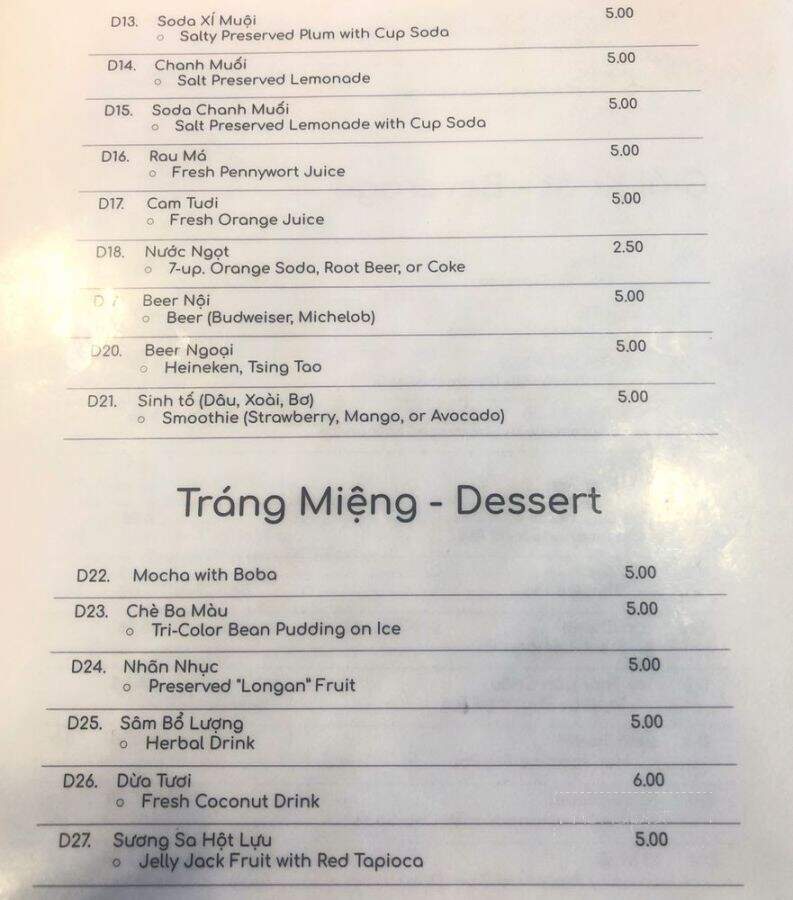 D13. Soda XÍ Muội 5.00
○ Salty Preserved Plum with Cup Soda
D14. Chanh Muối 5.00
○ Salt Preserved Lemonade
D15. Soda Chanh Muối 5.00
○ Salt Preserved Lemonade with Cup Soda
D16. Rau Má 5.00
○ Fresh Pennywort Juice
D17. Cam Tudi 5.00
○ Fresh Orange Juice
D18. Nước Ngọt 2.50
○ 7-up. Orange Soda, Root Beer, or Coke
Beer Nội 5.00
○ Beer (Budweiser, Michelob)
D20. Beer Ngoại 5.00
○ Heineken, Tsing Tao
D21. Sinh tố (Dâu, Xoài, Bơ) 5.00
○ Smoothie (Strawberry, Mango, or Avocado)
Tráng Miệng - Dessert
D22. Mocha with Boba 5.00
D23. Chè Ba Màu 5.00
○ Tri-Color Bean Pudding on Ice
D24. Nhãn Nhục 5.00
○ Preserved "Longan" Fruit
D25. Sâm Bổ Lượng 5.00
○ Herbal Drink
D26. Dừa Tươi 6.00
○ Fresh Coconut Drink
D27. Sương Sa Hột Lựu 5.00
○ Jelly Jack Fruit with Red Tapioca